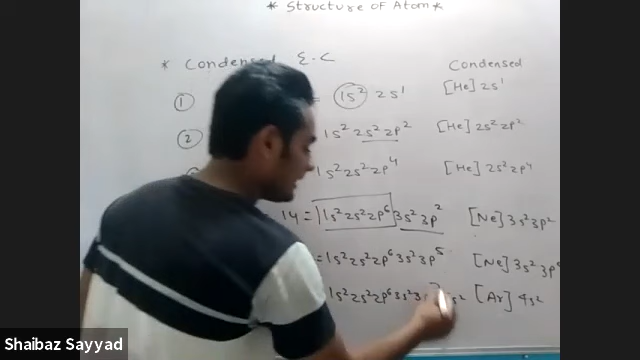 * Structure of Atom *
* Condensed E.C Condensed
① = 1s² 2s¹ [He] 2s¹
② 1s² 2s² 2p² [He] 2s² 2p²
1s² 2s² 2p⁴ [He] 2s² 2p⁴
14 = 1s² 2s² 2p⁶ 3s² 3p² [Ne] 3s² 3p²
= 1s² 2s² 2p⁶ 3s² 3p⁵ [Ne] 3s² 3p⁵
1s² 2s² 2p⁶ 3s² [Ar] 4s²
Shaibaz Sayyad